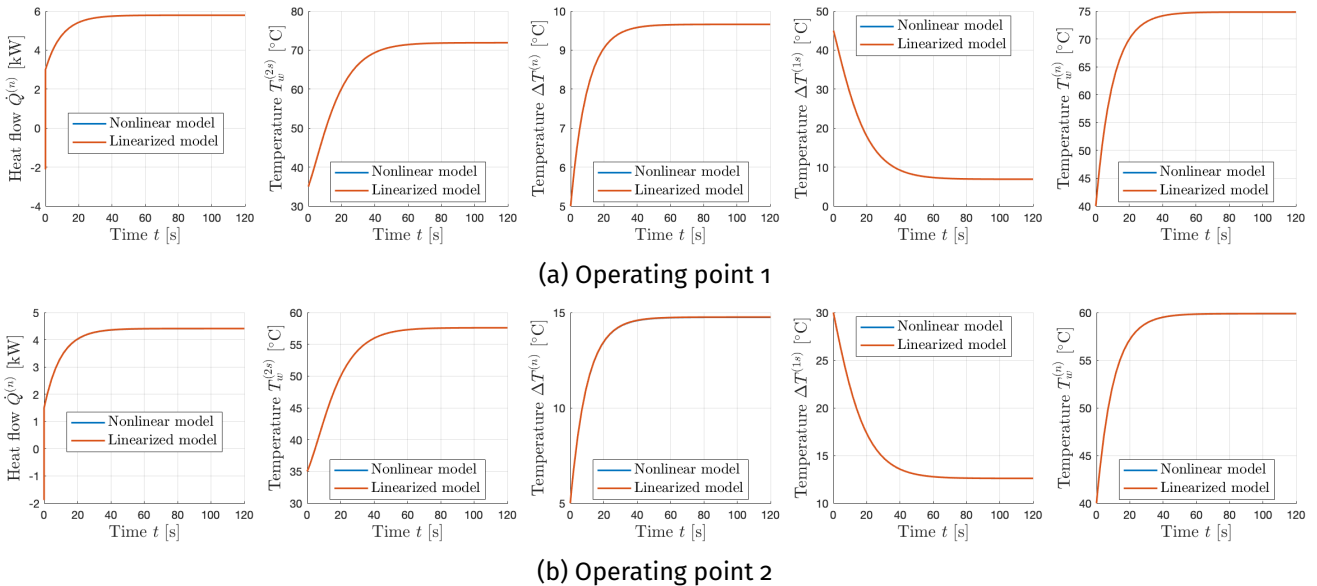 Heat flow Q̇⁽ⁿ⁾ [kW]
6
4
2
0
-2
-4
Nonlinear model
Linearized model
0 20 40 60 80 100 120
Time t [s]
Temperature T_w⁽²ˢ⁾ [°C]
80
70
60
50
40
30
Nonlinear model
Linearized model
0 20 40 60 80 100 120
Time t [s]
Temperature ΔT⁽ⁿ⁾ [°C]
10
9
8
7
6
5
Nonlinear model
Linearized model
0 20 40 60 80 100 120
Time t [s]
Temperature ΔT⁽¹ˢ⁾ [°C]
50
40
30
20
10
0
Nonlinear model
Linearized model
0 20 40 60 80 100 120
Time t [s]
Temperature T_w⁽ⁿ⁾ [°C]
75
70
65
60
55
50
45
40
Nonlinear model
Linearized model
0 20 40 60 80 100 120
Time t [s]
(a) Operating point 1
Heat flow Q̇⁽ⁿ⁾ [kW]
5
4
3
2
1
0
-1
-2
Nonlinear model
Linearized model
0 20 40 60 80 100 120
Time t [s]
Temperature T_w⁽²ˢ⁾ [°C]
60
55
50
45
40
35
30
Nonlinear model
Linearized model
0 20 40 60 80 100 120
Time t [s]
Temperature ΔT⁽ⁿ⁾ [°C]
15
10
5
Nonlinear model
Linearized model
0 20 40 60 80 100 120
Time t [s]
Temperature ΔT⁽¹ˢ⁾ [°C]
30
25
20
15
10
Nonlinear model
Linearized model
0 20 40 60 80 100 120
Time t [s]
Temperature T_w⁽ⁿ⁾ [°C]
60
55
50
45
40
Nonlinear model
Linearized model
0 20 40 60 80 100 120
Time t [s]
(b) Operating point 2